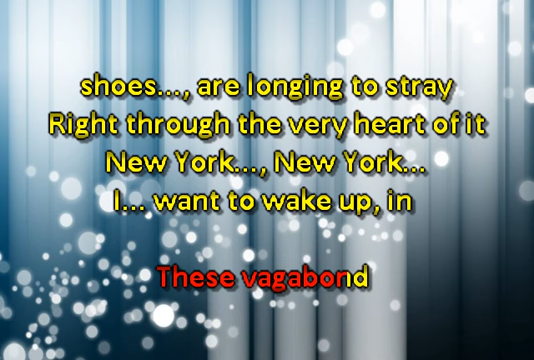 shoes..., are longing to stray
Right through the very heart of it
New York..., New York...
I... want to wake up, in
These vagabond